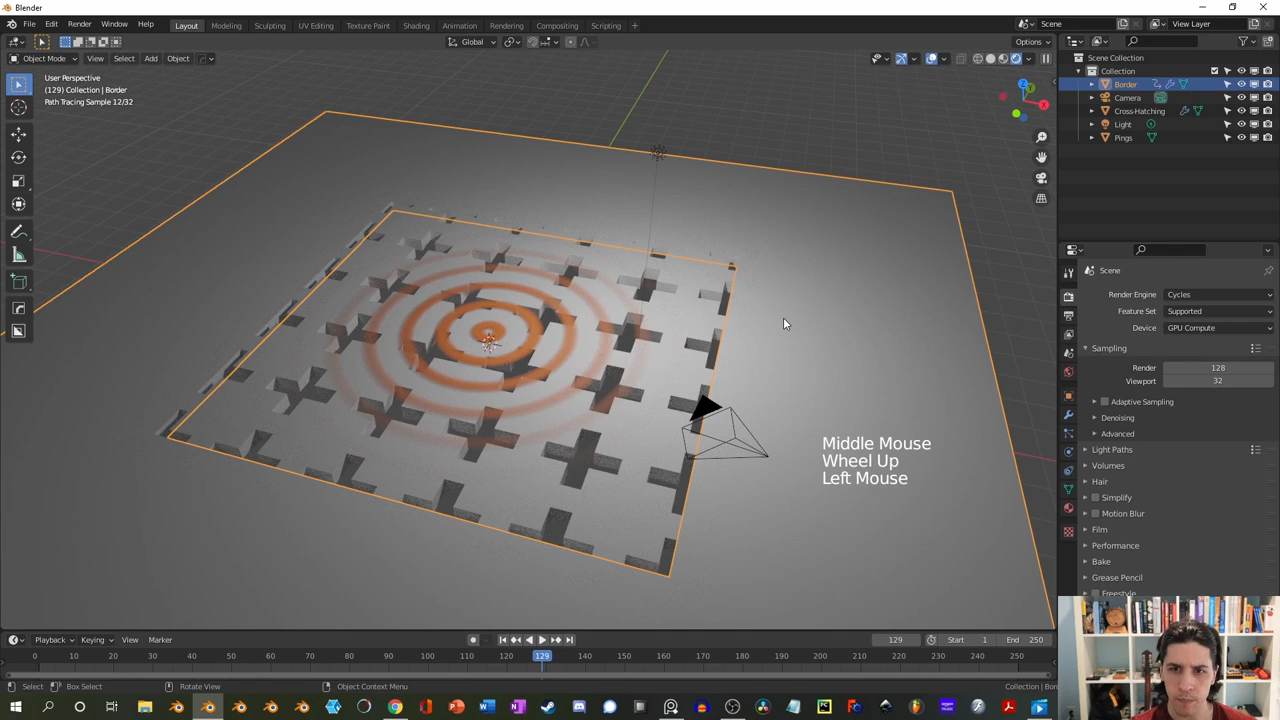 Blender
File Edit Render Window Help
Layout Modeling Sculpting UV Editing Texture Paint Shading Animation Rendering Compositing Scripting +
Scene
View Layer
Global
Options
Object Mode View Select Add Object
User Perspective
(129) Collection | Border
Path Tracing Sample 12/32
Scene Collection
Collection
Border
Camera
Cross-Hatching
Light
Pings
Scene
Render Engine Cycles
Feature Set Supported
Device GPU Compute
Sampling
Render 128
Viewport 32
Adaptive Sampling
Denoising
Advanced
Light Paths
Volumes
Hair
Simplify
Motion Blur
Film
Performance
Bake
Grease Pencil
Freestyle
Middle Mouse
Wheel Up
Left Mouse
Playback Keying View Marker
129 Start 1 End 250
0 10 20 30 40 50 60 70 80 90 100 110 120 129 140 150 160 170 180 190 200 210 220 230 240 250
Select Box Select Rotate View Object Context Menu
Collection | Bor